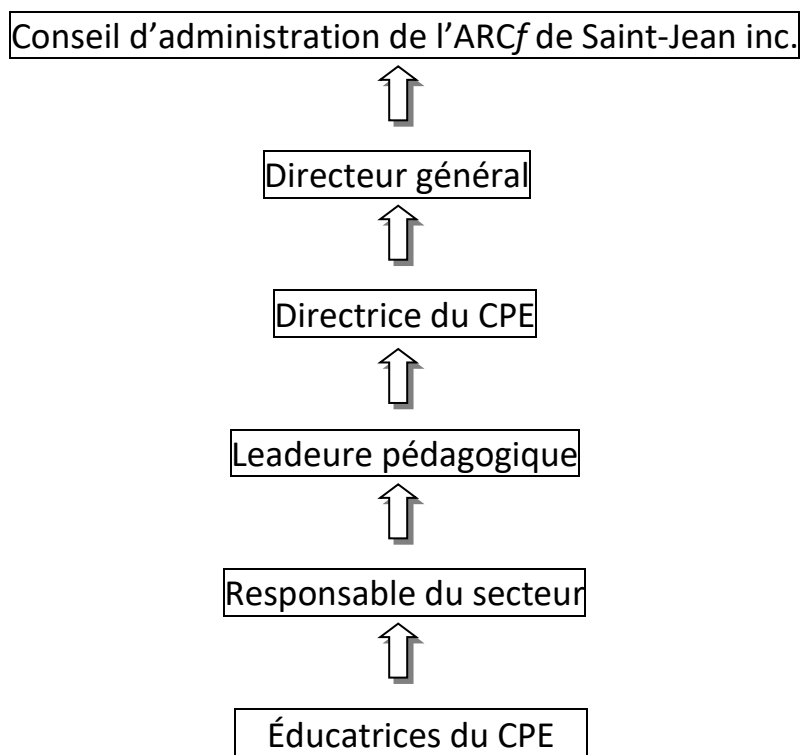 Conseil d’administration de l’ARCf de Saint-Jean inc.
Directeur général
Directrice du CPE
Leadeure pédagogique
Responsable du secteur
Éducatrices du CPE